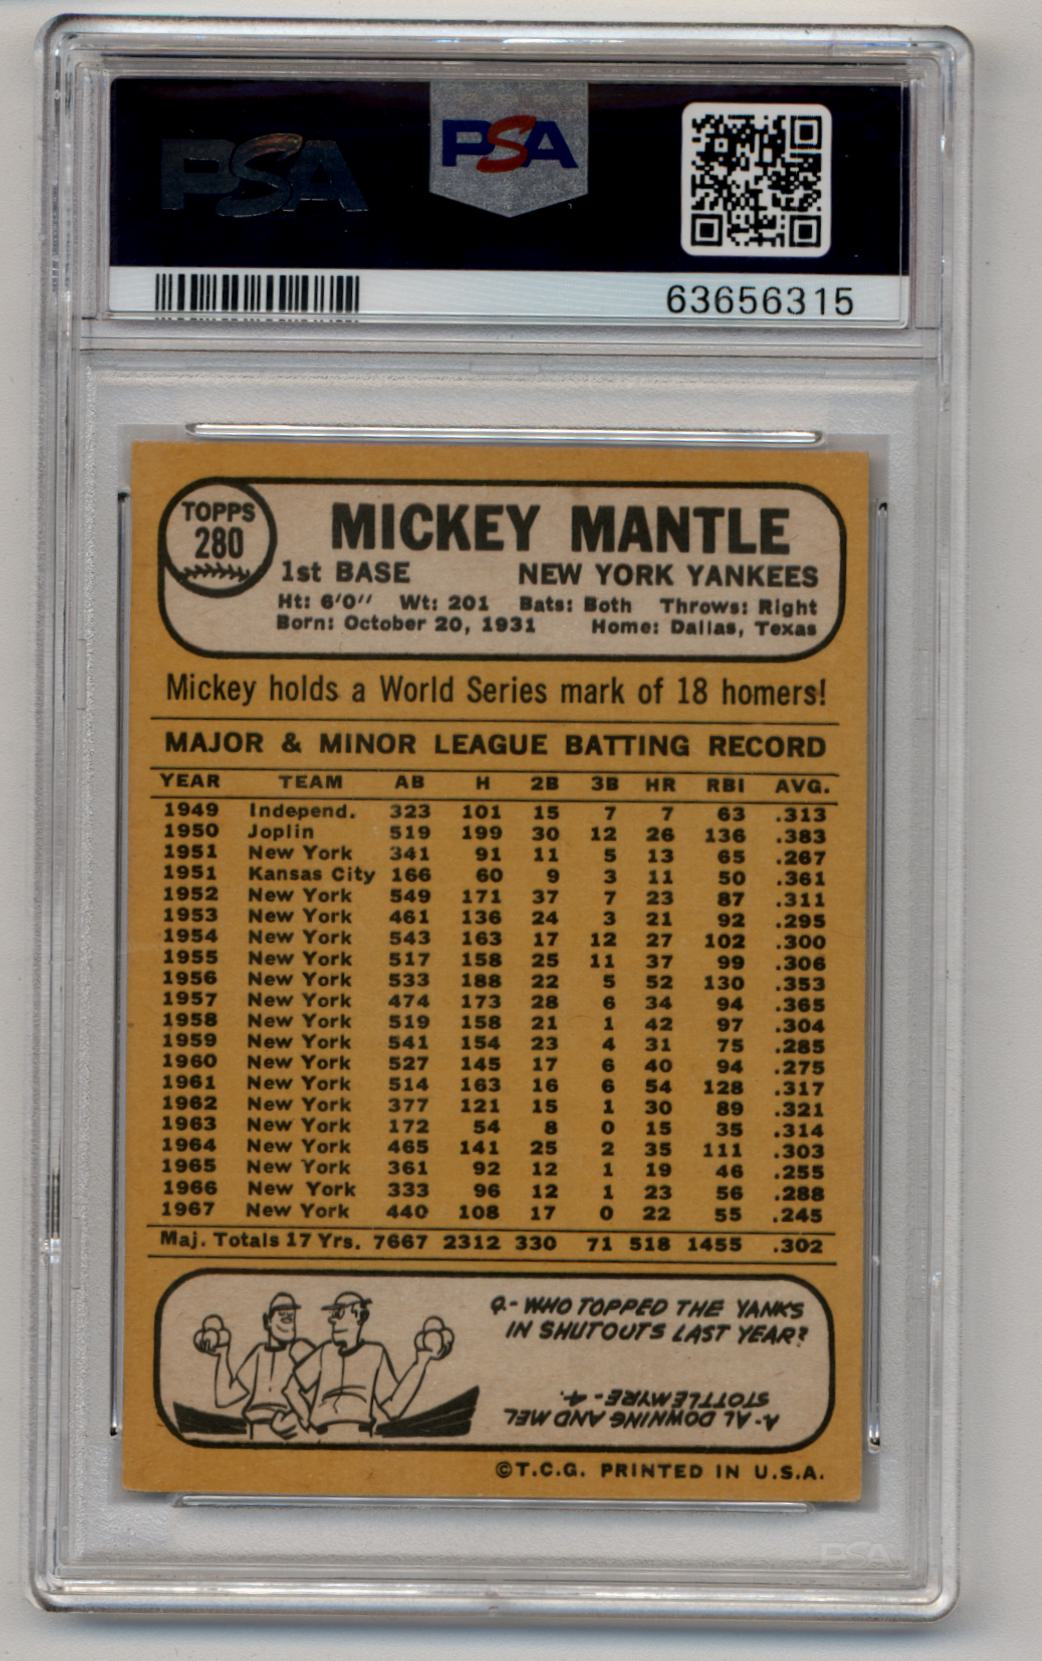 PSA
PSA
63656315
TOPPS
280
MICKEY MANTLE
1st BASE NEW YORK YANKEES
Ht: 6'0" Wt: 201 Bats: Both Throws: Right
Born: October 20, 1931 Home: Dallas, Texas
Mickey holds a World Series mark of 18 homers!
MAJOR & MINOR LEAGUE BATTING RECORD
YEAR TEAM AB H 2B 3B HR RBI AVG.
1949 Independ. 323 101 15 7 7 63 .313
1950 Joplin 519 199 30 12 26 136 .383
1951 New York 341 91 11 5 13 65 .267
1951 Kansas City 166 60 9 3 11 50 .361
1952 New York 549 171 37 7 23 87 .311
1953 New York 461 136 24 3 21 92 .295
1954 New York 543 163 17 12 27 102 .300
1955 New York 517 158 25 11 37 99 .306
1956 New York 533 188 22 5 52 130 .353
1957 New York 474 173 28 6 34 94 .365
1958 New York 519 158 21 1 42 97 .304
1959 New York 541 154 23 4 31 75 .285
1960 New York 527 145 17 6 40 94 .275
1961 New York 514 163 16 6 54 128 .317
1962 New York 377 121 15 1 30 89 .321
1963 New York 172 54 8 0 15 35 .314
1964 New York 465 141 25 2 35 111 .303
1965 New York 361 92 12 1 19 46 .255
1966 New York 333 96 12 1 23 56 .288
1967 New York 440 108 17 0 22 55 .245
Maj. Totals 17 Yrs. 7667 2312 330 71 518 1455 .302
Q-WHO TOPPED THE YANKS
IN SHUTOUTS LAST YEAR?
A-AL DOWNING AND MEL
STOTTLEMYRE-4.
©T.C.G. PRINTED IN U.S.A.
PSA